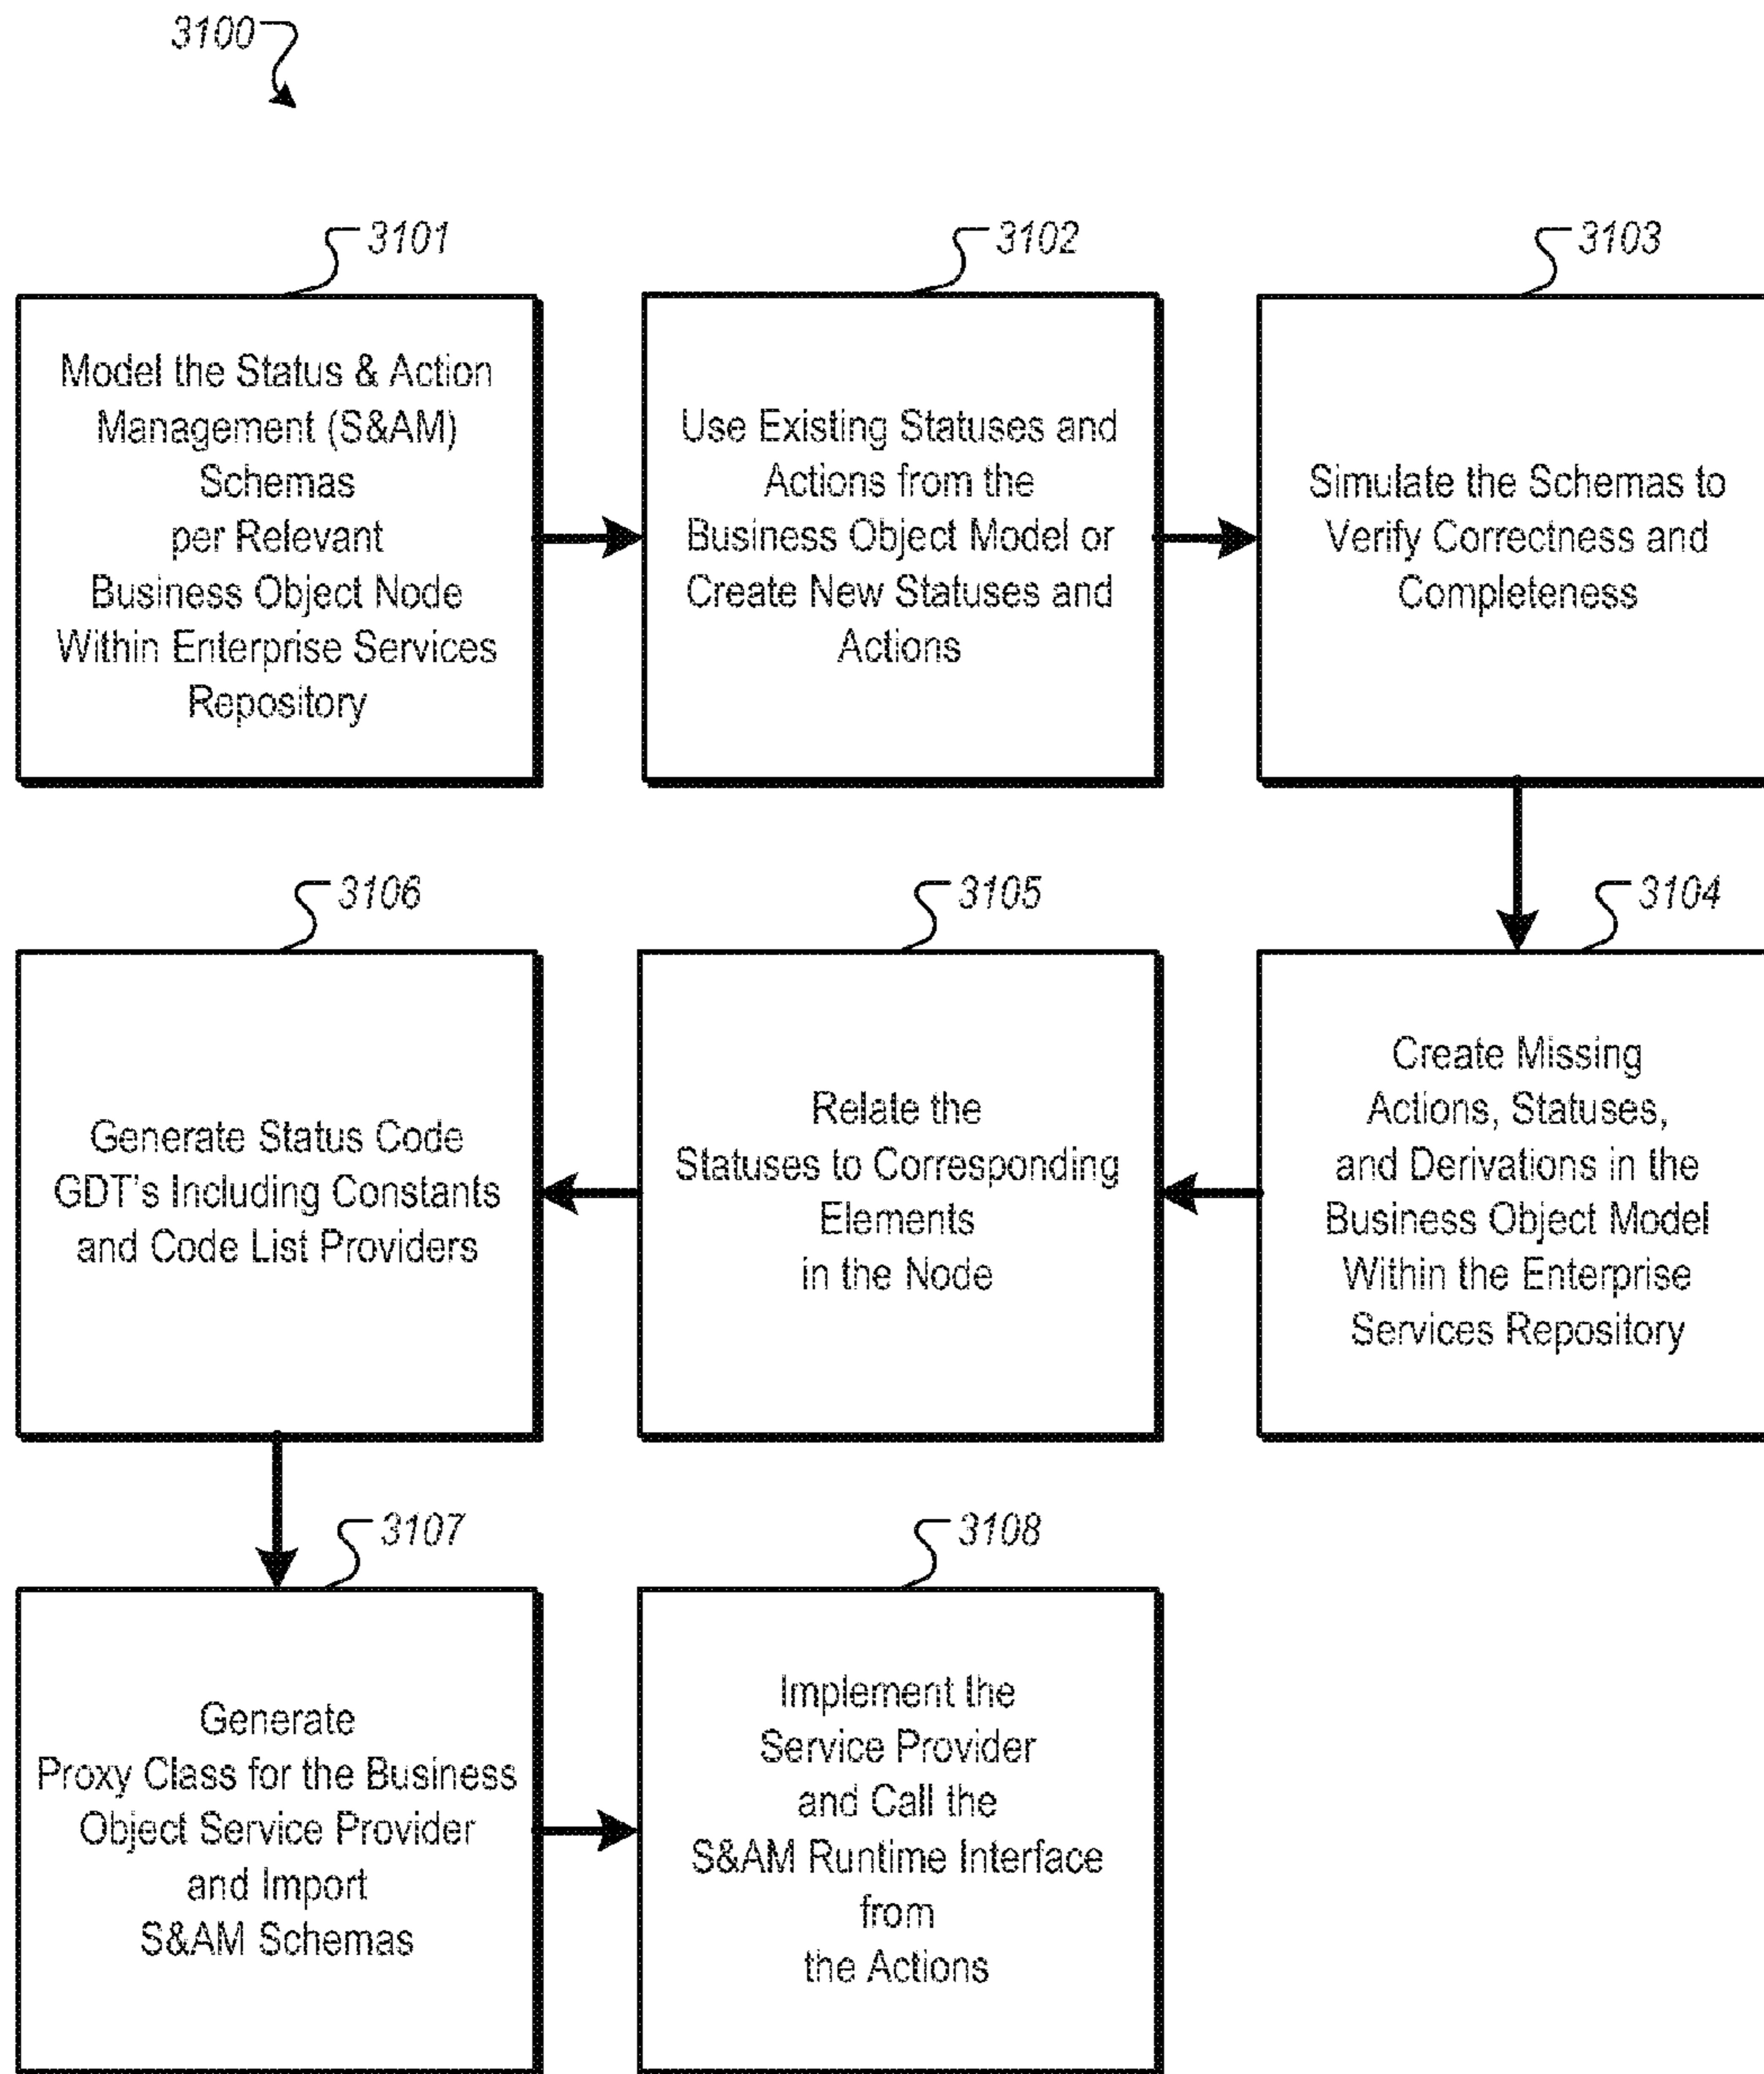 3100
3101
Model the Status & Action
Management (S&AM)
Schemas
per Relevant
Business Object Node
Within Enterprise Services
Repository
3102
Use Existing Statuses and
Actions from the
Business Object Model or
Create New Statuses and
Actions
3103
Simulate the Schemas to
Verify Correctness and
Completeness
3104
Create Missing
Actions, Statuses,
and Derivations in the
Business Object Model
Within the Enterprise
Services Repository
3105
Relate the
Statuses to Corresponding
Elements
in the Node
3106
Generate Status Code
GDT's Including Constants
and Code List Providers
3107
Generate
Proxy Class for the Business
Object Service Provider
and Import
S&AM Schemas
3108
Implement the
Service Provider
and Call the
S&AM Runtime Interface
from
the Actions